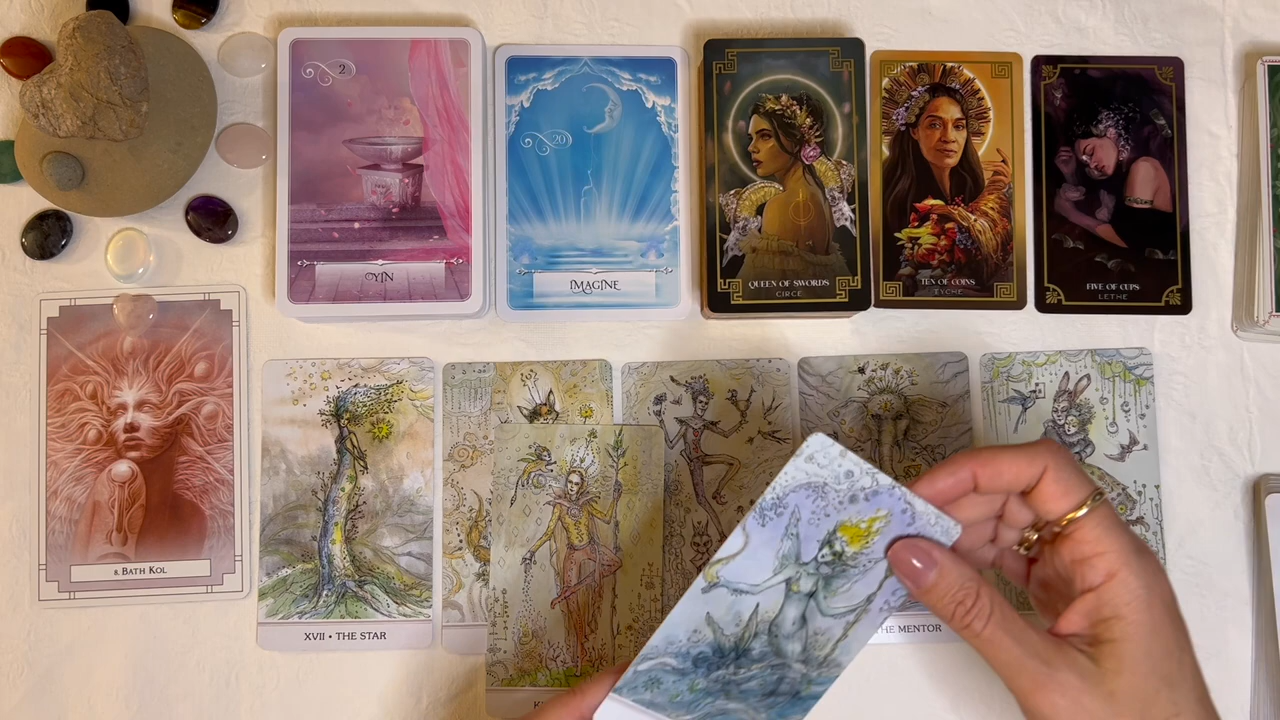 2
YIN
20
IMAGINE
QUEEN OF SWORDS
CIRCE
TEN OF COINS
TYCHE
FIVE OF CUPS
LETHE
8. BATH KOL
XVII • THE STAR
THE MENTOR